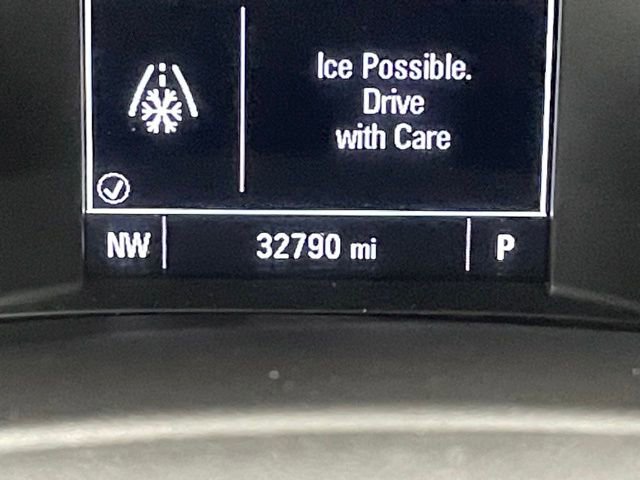 Ice Possible.
Drive
with Care
NW 32790 mi P